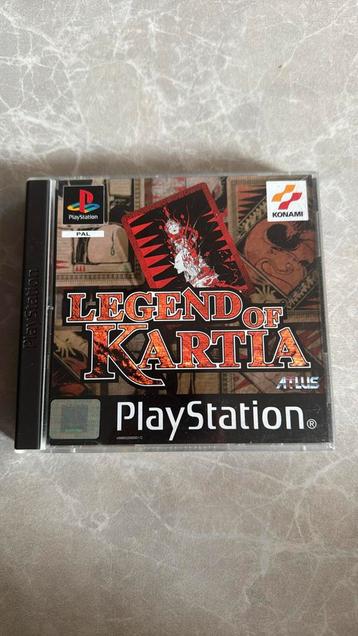 PlayStation
PlayStation
PAL
KONAMI
LEGEND OF
KARTIA
ATLUS
PlayStation®